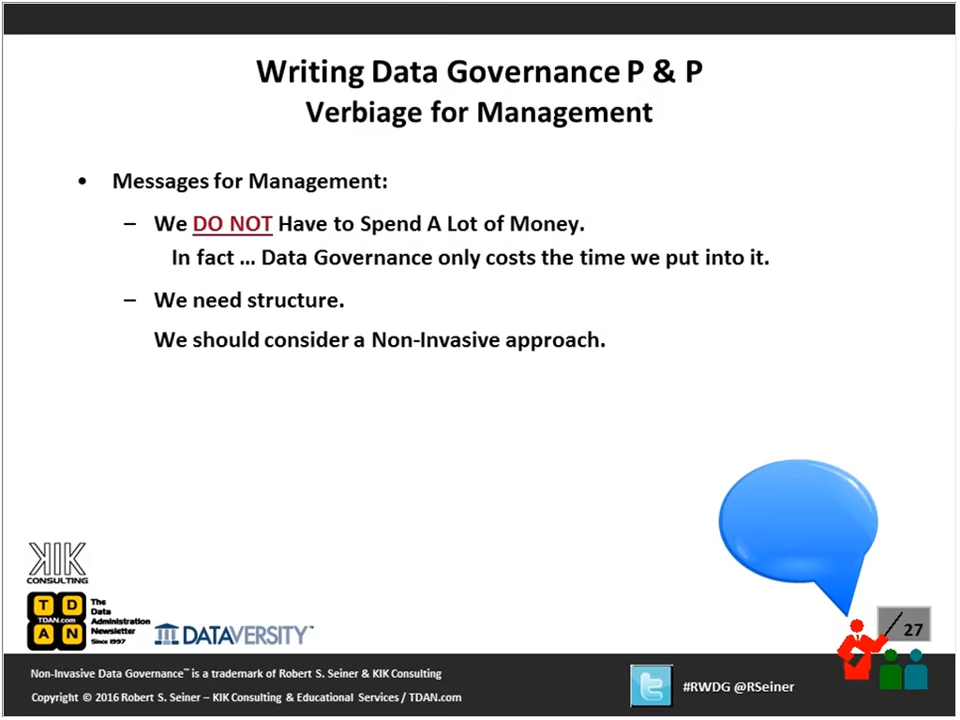 Writing Data Governance P & P
Verbiage for Management
• Messages for Management:
– We DO NOT Have to Spend A Lot of Money.
In fact ... Data Governance only costs the time we put into it.
– We need structure.
We should consider a Non-Invasive approach.
KIK
CONSULTING
T D
TDAN.com
A N
The
Data
Administration
Newsletter
Since 1997
DATAVERSITY™
27
Non-Invasive Data Governance™ is a trademark of Robert S. Seiner & KIK Consulting
Copyright © 2016 Robert S. Seiner – KIK Consulting & Educational Services / TDAN.com
#RWDG @RSeiner